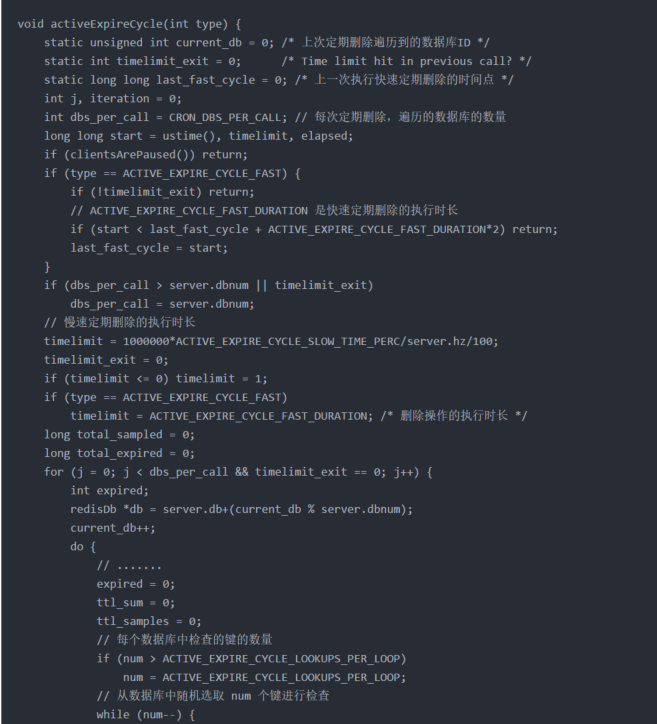 void activeExpireCycle(int type) {
    static unsigned int current_db = 0; /* 上次定期删除遍历到的数据库ID */
    static int timelimit_exit = 0;      /* Time limit hit in previous call? */
    static long long last_fast_cycle = 0; /* 上一次执行快速定期删除的时间点 */
    int j, iteration = 0;
    int dbs_per_call = CRON_DBS_PER_CALL; // 每次定期删除，遍历的数据库的数量
    long long start = ustime(), timelimit, elapsed;
    if (clientsArePaused()) return;
    if (type == ACTIVE_EXPIRE_CYCLE_FAST) {
        if (!timelimit_exit) return;
        // ACTIVE_EXPIRE_CYCLE_FAST_DURATION 是快速定期删除的执行时长
        if (start < last_fast_cycle + ACTIVE_EXPIRE_CYCLE_FAST_DURATION*2) return;
        last_fast_cycle = start;
    }
    if (dbs_per_call > server.dbnum || timelimit_exit)
        dbs_per_call = server.dbnum;
    // 慢速定期删除的执行时长
    timelimit = 1000000*ACTIVE_EXPIRE_CYCLE_SLOW_TIME_PERC/server.hz/100;
    timelimit_exit = 0;
    if (timelimit <= 0) timelimit = 1;
    if (type == ACTIVE_EXPIRE_CYCLE_FAST)
        timelimit = ACTIVE_EXPIRE_CYCLE_FAST_DURATION; /* 删除操作的执行时长 */
    long total_sampled = 0;
    long total_expired = 0;
    for (j = 0; j < dbs_per_call && timelimit_exit == 0; j++) {
        int expired;
        redisDb *db = server.db+(current_db % server.dbnum);
        current_db++;
        do {
            // .......
            expired = 0;
            ttl_sum = 0;
            ttl_samples = 0;
            // 每个数据库中检查的键的数量
            if (num > ACTIVE_EXPIRE_CYCLE_LOOKUPS_PER_LOOP)
                num = ACTIVE_EXPIRE_CYCLE_LOOKUPS_PER_LOOP;
            // 从数据库中随机选取 num 个键进行检查
            while (num--) {